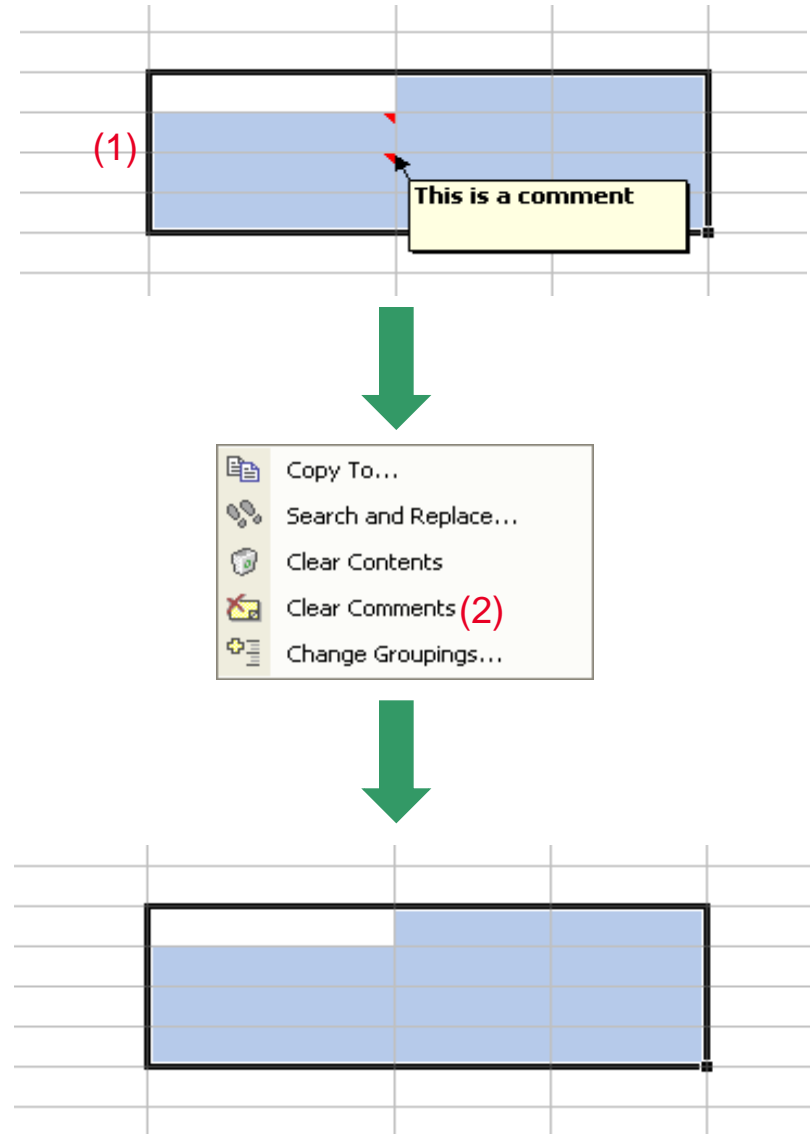 (1)
This is a comment
Copy To...
Search and Replace...
Clear Contents
Clear Comments (2)
Change Groupings...